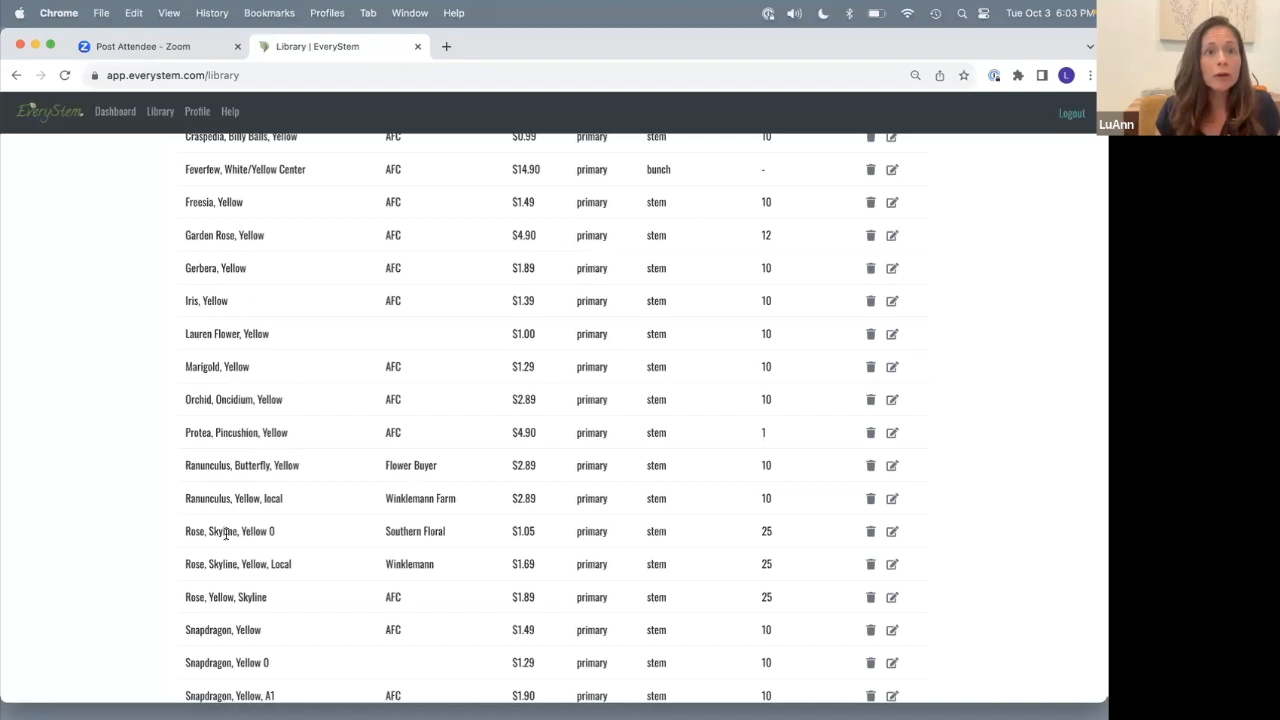 Chrome File Edit View History Bookmarks Profiles Tab Window Help Tue Oct 3 6:03 PM
Post Attendee - Zoom Library | EveryStem
app.everystem.com/library L
EveryStem. Dashboard Library Profile Help Logout
LuAnn
Craspedia, Billy Balls, Yellow AFC $0.99 primary stem 10
Feverfew, White/Yellow Center AFC $14.90 primary bunch -
Freesia, Yellow AFC $1.49 primary stem 10
Garden Rose, Yellow AFC $4.90 primary stem 12
Gerbera, Yellow AFC $1.89 primary stem 10
Iris, Yellow AFC $1.39 primary stem 10
Lauren Flower, Yellow $1.00 primary stem 10
Marigold, Yellow AFC $1.29 primary stem 10
Orchid, Oncidium, Yellow AFC $2.89 primary stem 10
Protea, Pincushion, Yellow AFC $4.90 primary stem 1
Ranunculus, Butterfly, Yellow Flower Buyer $2.89 primary stem 10
Ranunculus, Yellow, local Winklemann Farm $2.89 primary stem 10
Rose, Skyline, Yellow 0 Southern Floral $1.05 primary stem 25
Rose, Skyline, Yellow, Local Winklemann $1.69 primary stem 25
Rose, Yellow, Skyline AFC $1.89 primary stem 25
Snapdragon, Yellow AFC $1.49 primary stem 10
Snapdragon, Yellow 0 $1.29 primary stem 10
Snapdragon, Yellow, A1 AFC $1.90 primary stem 10